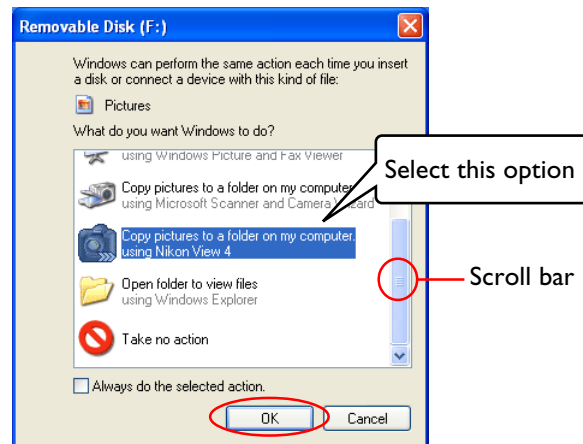 Removable Disk (F:)
Windows can perform the same action each time you insert
a disk or connect a device with this kind of file:
Pictures
What do you want Windows to do?
using Windows Picture and Fax Viewer
Select this option
Copy pictures to a folder on my computer
using Microsoft Scanner and Camera Wizard
Copy pictures to a folder on my computer.
using Nikon View 4
Scroll bar
Open folder to view files
using Windows Explorer
Take no action
Always do the selected action.
OK
Cancel